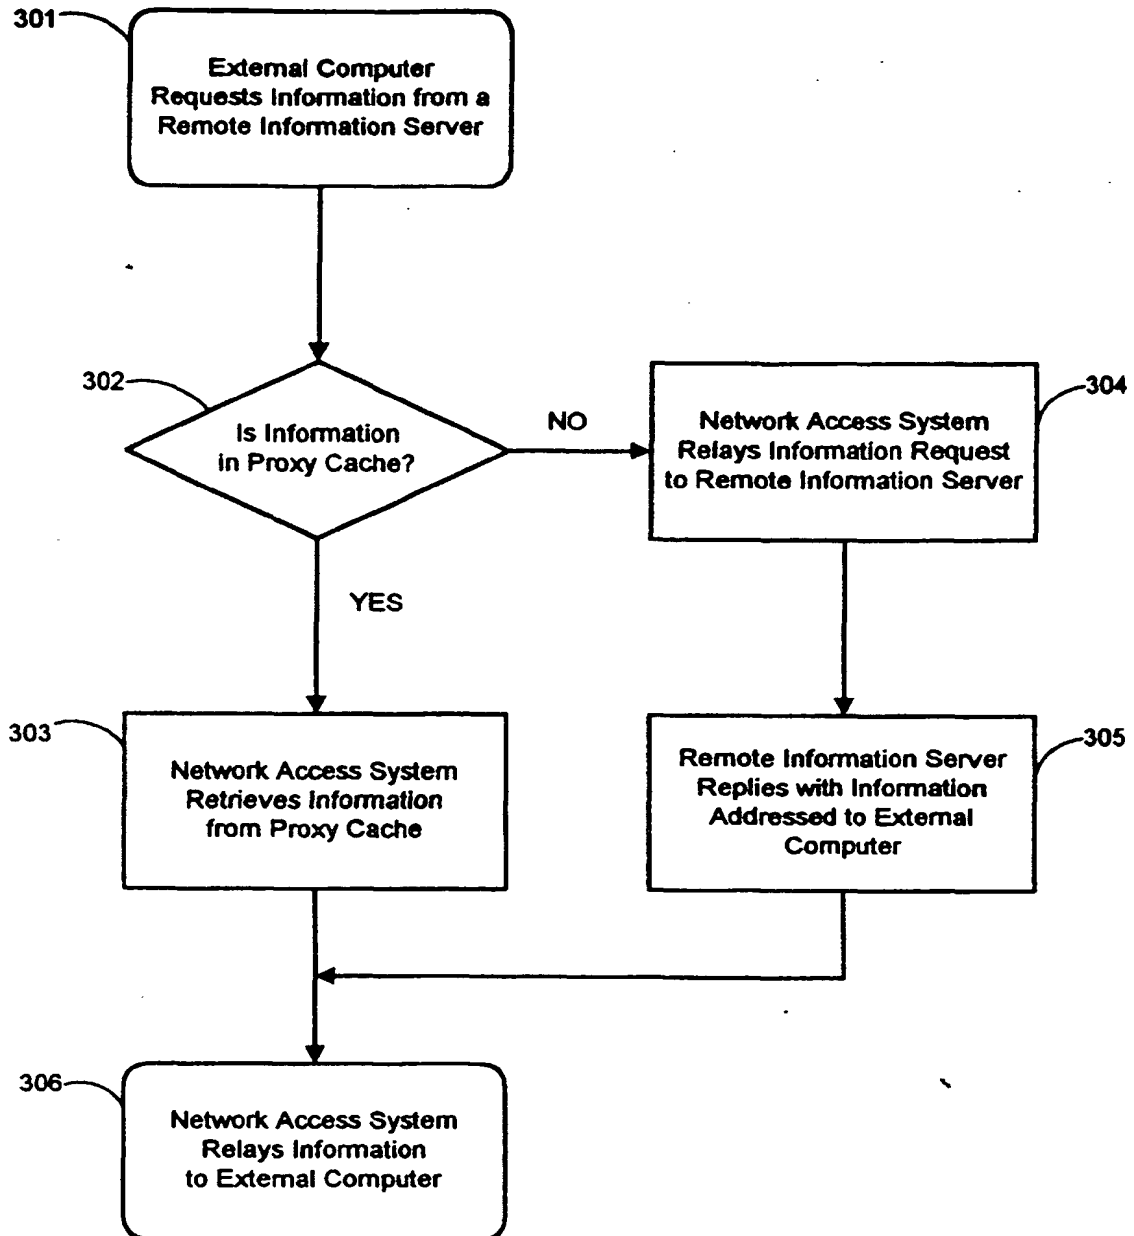 301
External Computer
Requests Information from a
Remote Information Server
302
Is Information
in Proxy Cache?
NO
304
Network Access System
Relays Information Request
to Remote Information Server
YES
303
Network Access System
Retrieves Information
from Proxy Cache
305
Remote Information Server
Replies with Information
Addressed to External
Computer
306
Network Access System
Relays Information
to External Computer